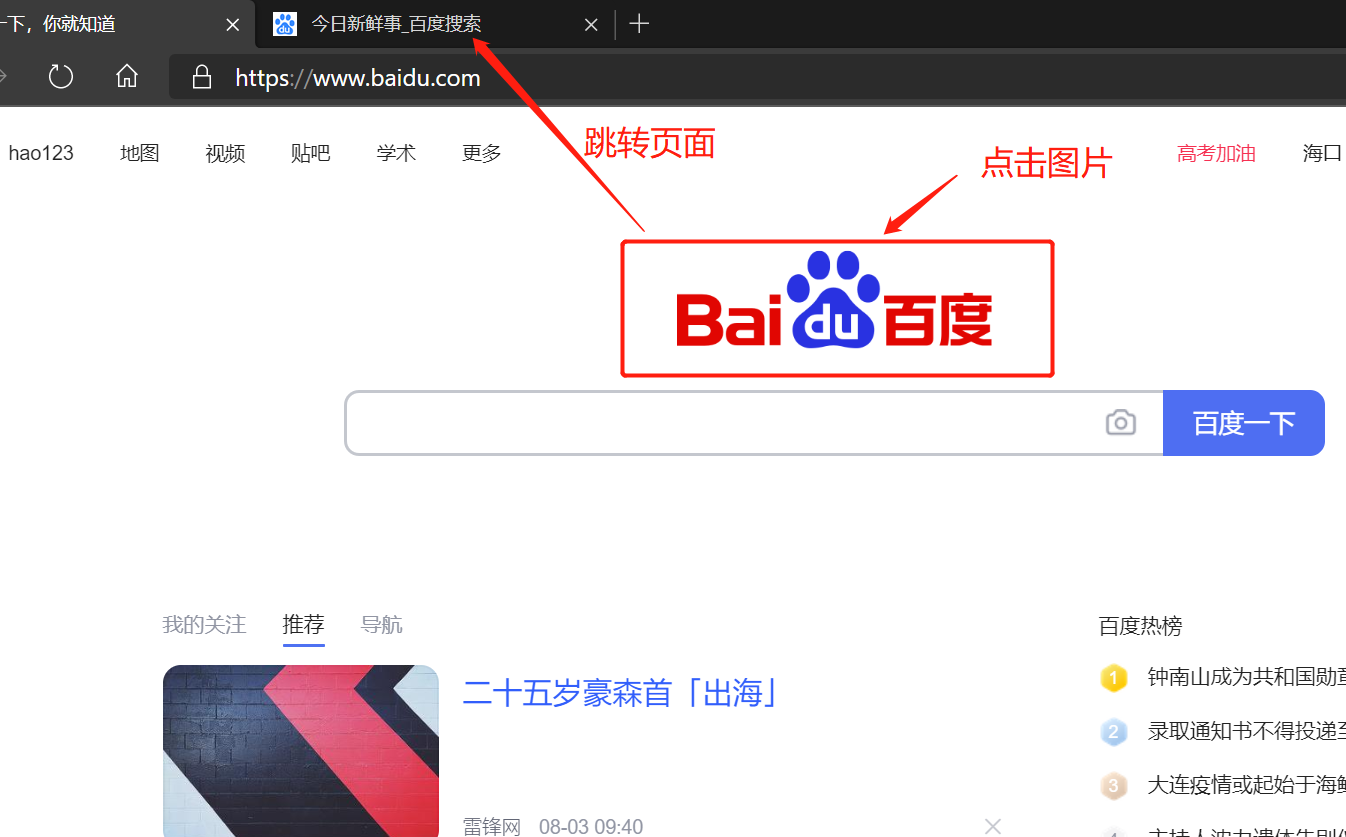 一下，你就知道
今日新鲜事_百度搜索
https://www.baidu.com
hao123 地图 视频 贴吧 学术 更多
跳转页面
点击图片
高考加油 海口
Bai du 百度
百度一下
我的关注 推荐 导航
百度热榜
二十五岁豪森首「出海」
雷锋网 08-03 09:40
1 钟南山成为共和国勋
2 录取通知书不得投递
3 大连疫情或起始于海